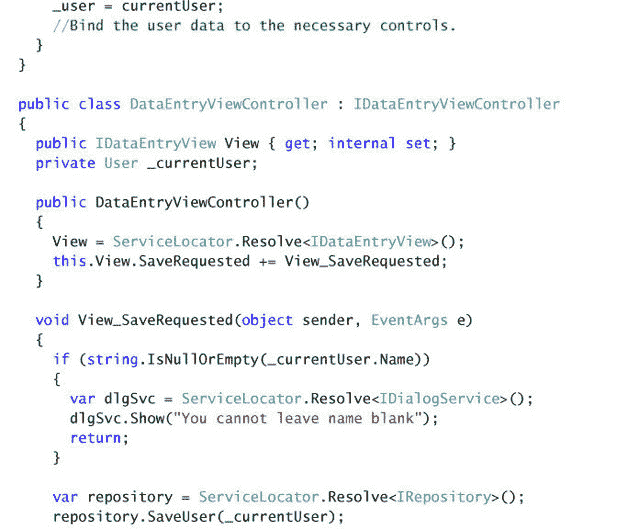 _user = currentUser;
//Bind the user data to the necessary controls.
}
}
public class DataEntryViewController : IDataEntryViewController
{
public IDataEntryView View { get; internal set; }
private User _currentUser;
public DataEntryViewController()
{
View = ServiceLocator.Resolve<IDataEntryView>();
this.View.SaveRequested += View_SaveRequested;
}
void View_SaveRequested(object sender, EventArgs e)
{
if (string.IsNullOrEmpty(_currentUser.Name))
{
var dlgSvc = ServiceLocator.Resolve<IDialogService>();
dlgSvc.Show("You cannot leave name blank");
return;
}
var repository = ServiceLocator.Resolve<IRepository>();
repository.SaveUser(_currentUser);